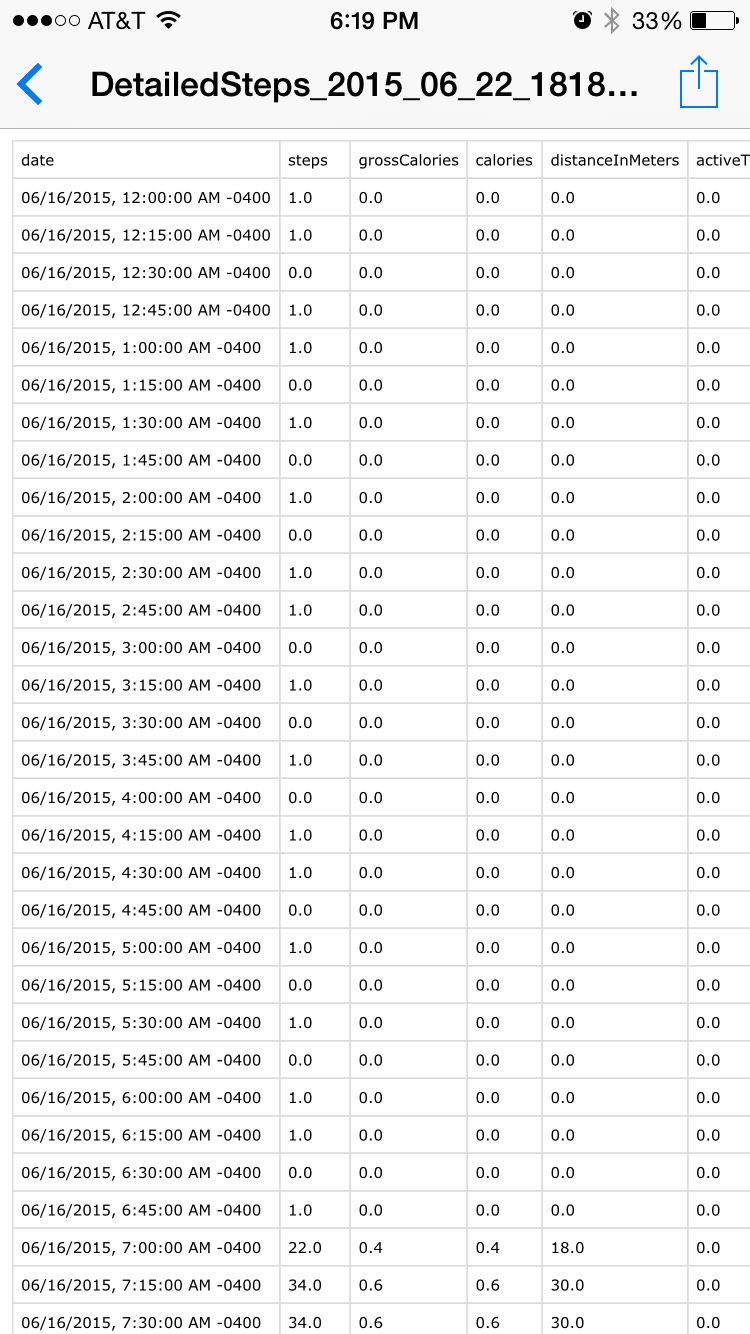 AT&T 6:19 PM 33%
DetailedSteps_2015_06_22_1818...
date steps grossCalories calories distanceInMeters activeT
06/16/2015, 12:00:00 AM -0400 1.0 0.0 0.0 0.0 0.0
06/16/2015, 12:15:00 AM -0400 1.0 0.0 0.0 0.0 0.0
06/16/2015, 12:30:00 AM -0400 0.0 0.0 0.0 0.0 0.0
06/16/2015, 12:45:00 AM -0400 1.0 0.0 0.0 0.0 0.0
06/16/2015, 1:00:00 AM -0400 1.0 0.0 0.0 0.0 0.0
06/16/2015, 1:15:00 AM -0400 0.0 0.0 0.0 0.0 0.0
06/16/2015, 1:30:00 AM -0400 1.0 0.0 0.0 0.0 0.0
06/16/2015, 1:45:00 AM -0400 0.0 0.0 0.0 0.0 0.0
06/16/2015, 2:00:00 AM -0400 1.0 0.0 0.0 0.0 0.0
06/16/2015, 2:15:00 AM -0400 0.0 0.0 0.0 0.0 0.0
06/16/2015, 2:30:00 AM -0400 1.0 0.0 0.0 0.0 0.0
06/16/2015, 2:45:00 AM -0400 1.0 0.0 0.0 0.0 0.0
06/16/2015, 3:00:00 AM -0400 0.0 0.0 0.0 0.0 0.0
06/16/2015, 3:15:00 AM -0400 1.0 0.0 0.0 0.0 0.0
06/16/2015, 3:30:00 AM -0400 0.0 0.0 0.0 0.0 0.0
06/16/2015, 3:45:00 AM -0400 1.0 0.0 0.0 0.0 0.0
06/16/2015, 4:00:00 AM -0400 0.0 0.0 0.0 0.0 0.0
06/16/2015, 4:15:00 AM -0400 1.0 0.0 0.0 0.0 0.0
06/16/2015, 4:30:00 AM -0400 1.0 0.0 0.0 0.0 0.0
06/16/2015, 4:45:00 AM -0400 0.0 0.0 0.0 0.0 0.0
06/16/2015, 5:00:00 AM -0400 1.0 0.0 0.0 0.0 0.0
06/16/2015, 5:15:00 AM -0400 0.0 0.0 0.0 0.0 0.0
06/16/2015, 5:30:00 AM -0400 1.0 0.0 0.0 0.0 0.0
06/16/2015, 5:45:00 AM -0400 0.0 0.0 0.0 0.0 0.0
06/16/2015, 6:00:00 AM -0400 1.0 0.0 0.0 0.0 0.0
06/16/2015, 6:15:00 AM -0400 1.0 0.0 0.0 0.0 0.0
06/16/2015, 6:30:00 AM -0400 0.0 0.0 0.0 0.0 0.0
06/16/2015, 6:45:00 AM -0400 1.0 0.0 0.0 0.0 0.0
06/16/2015, 7:00:00 AM -0400 22.0 0.4 0.4 18.0 0.0
06/16/2015, 7:15:00 AM -0400 34.0 0.6 0.6 30.0 0.0
06/16/2015, 7:30:00 AM -0400 34.0 0.6 0.6 30.0 0.0